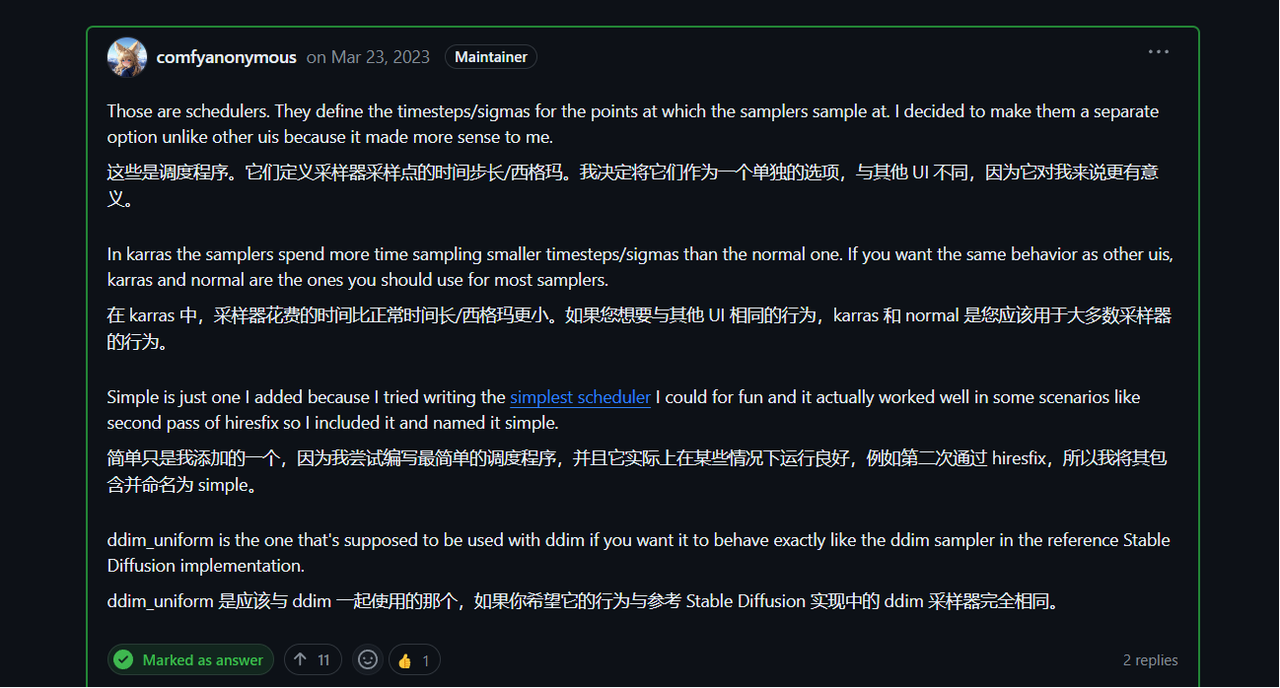 comfyanonymous on Mar 23, 2023 Maintainer
Those are schedulers. They define the timesteps/sigmas for the points at which the samplers sample at. I decided to make them a separate
option unlike other uis because it made more sense to me.
这些是调度程序。它们定义采样器采样点的时间步长/西格玛。我决定将它们作为一个单独的选项，与其他 UI 不同，因为它对我来说更有意
义。
In karras the samplers spend more time sampling smaller timesteps/sigmas than the normal one. If you want the same behavior as other uis,
karras and normal are the ones you should use for most samplers.
在 karras 中，采样器花费的时间比正常时间长/西格玛更小。如果您想要与其他 UI 相同的行为，karras 和 normal 是您应该用于大多数采样器
的行为。
Simple is just one I added because I tried writing the simplest scheduler I could for fun and it actually worked well in some scenarios like
second pass of hiresfix so I included it and named it simple.
简单只是我添加的一个，因为我尝试编写最简单的调度程序，并且它实际上在某些情况下运行良好，例如第二次通过 hiresfix，所以我将其包
含并命名为 simple。
ddim_uniform is the one that's supposed to be used with ddim if you want it to behave exactly like the ddim sampler in the reference Stable
Diffusion implementation.
ddim_uniform 是应该与 ddim 一起使用的那个，如果你希望它的行为与参考 Stable Diffusion 实现中的 ddim 采样器完全相同。
Marked as answer 11 1 2 replies